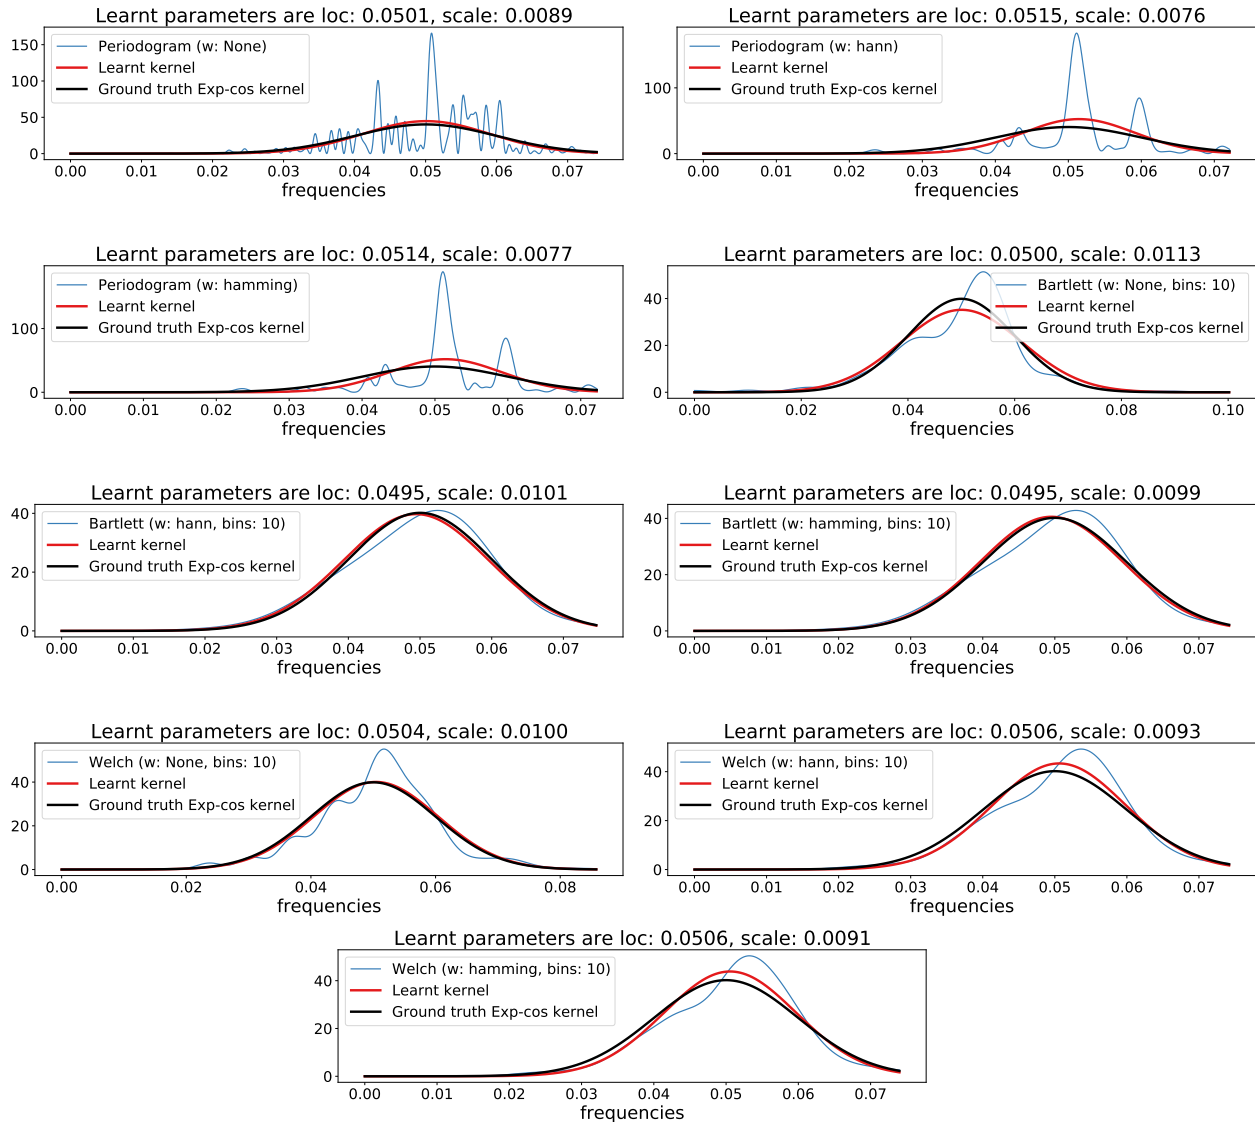 Learnt parameters are loc: 0.0501, scale: 0.0089
150
100
50
0
Periodogram (w: None)
Learnt kernel
Ground truth Exp-cos kernel
0.00 0.01 0.02 0.03 0.04 0.05 0.06 0.07
frequencies
Learnt parameters are loc: 0.0515, scale: 0.0076
100
0
Periodogram (w: hann)
Learnt kernel
Ground truth Exp-cos kernel
0.00 0.01 0.02 0.03 0.04 0.05 0.06 0.07
frequencies
Learnt parameters are loc: 0.0514, scale: 0.0077
100
0
Periodogram (w: hamming)
Learnt kernel
Ground truth Exp-cos kernel
0.00 0.01 0.02 0.03 0.04 0.05 0.06 0.07
frequencies
Learnt parameters are loc: 0.0500, scale: 0.0113
40
20
0
Bartlett (w: None, bins: 10)
Learnt kernel
Ground truth Exp-cos kernel
0.00 0.02 0.04 0.06 0.08 0.10
frequencies
Learnt parameters are loc: 0.0495, scale: 0.0101
40
20
0
Bartlett (w: hann, bins: 10)
Learnt kernel
Ground truth Exp-cos kernel
0.00 0.01 0.02 0.03 0.04 0.05 0.06 0.07
frequencies
Learnt parameters are loc: 0.0495, scale: 0.0099
40
20
0
Bartlett (w: hamming, bins: 10)
Learnt kernel
Ground truth Exp-cos kernel
0.00 0.01 0.02 0.03 0.04 0.05 0.06 0.07
frequencies
Learnt parameters are loc: 0.0504, scale: 0.0100
40
20
0
Welch (w: None, bins: 10)
Learnt kernel
Ground truth Exp-cos kernel
0.00 0.02 0.04 0.06 0.08
frequencies
Learnt parameters are loc: 0.0506, scale: 0.0093
40
20
0
Welch (w: hann, bins: 10)
Learnt kernel
Ground truth Exp-cos kernel
0.00 0.01 0.02 0.03 0.04 0.05 0.06 0.07
frequencies
Learnt parameters are loc: 0.0506, scale: 0.0091
40
20
0
Welch (w: hamming, bins: 10)
Learnt kernel
Ground truth Exp-cos kernel
0.00 0.01 0.02 0.03 0.04 0.05 0.06 0.07
frequencies